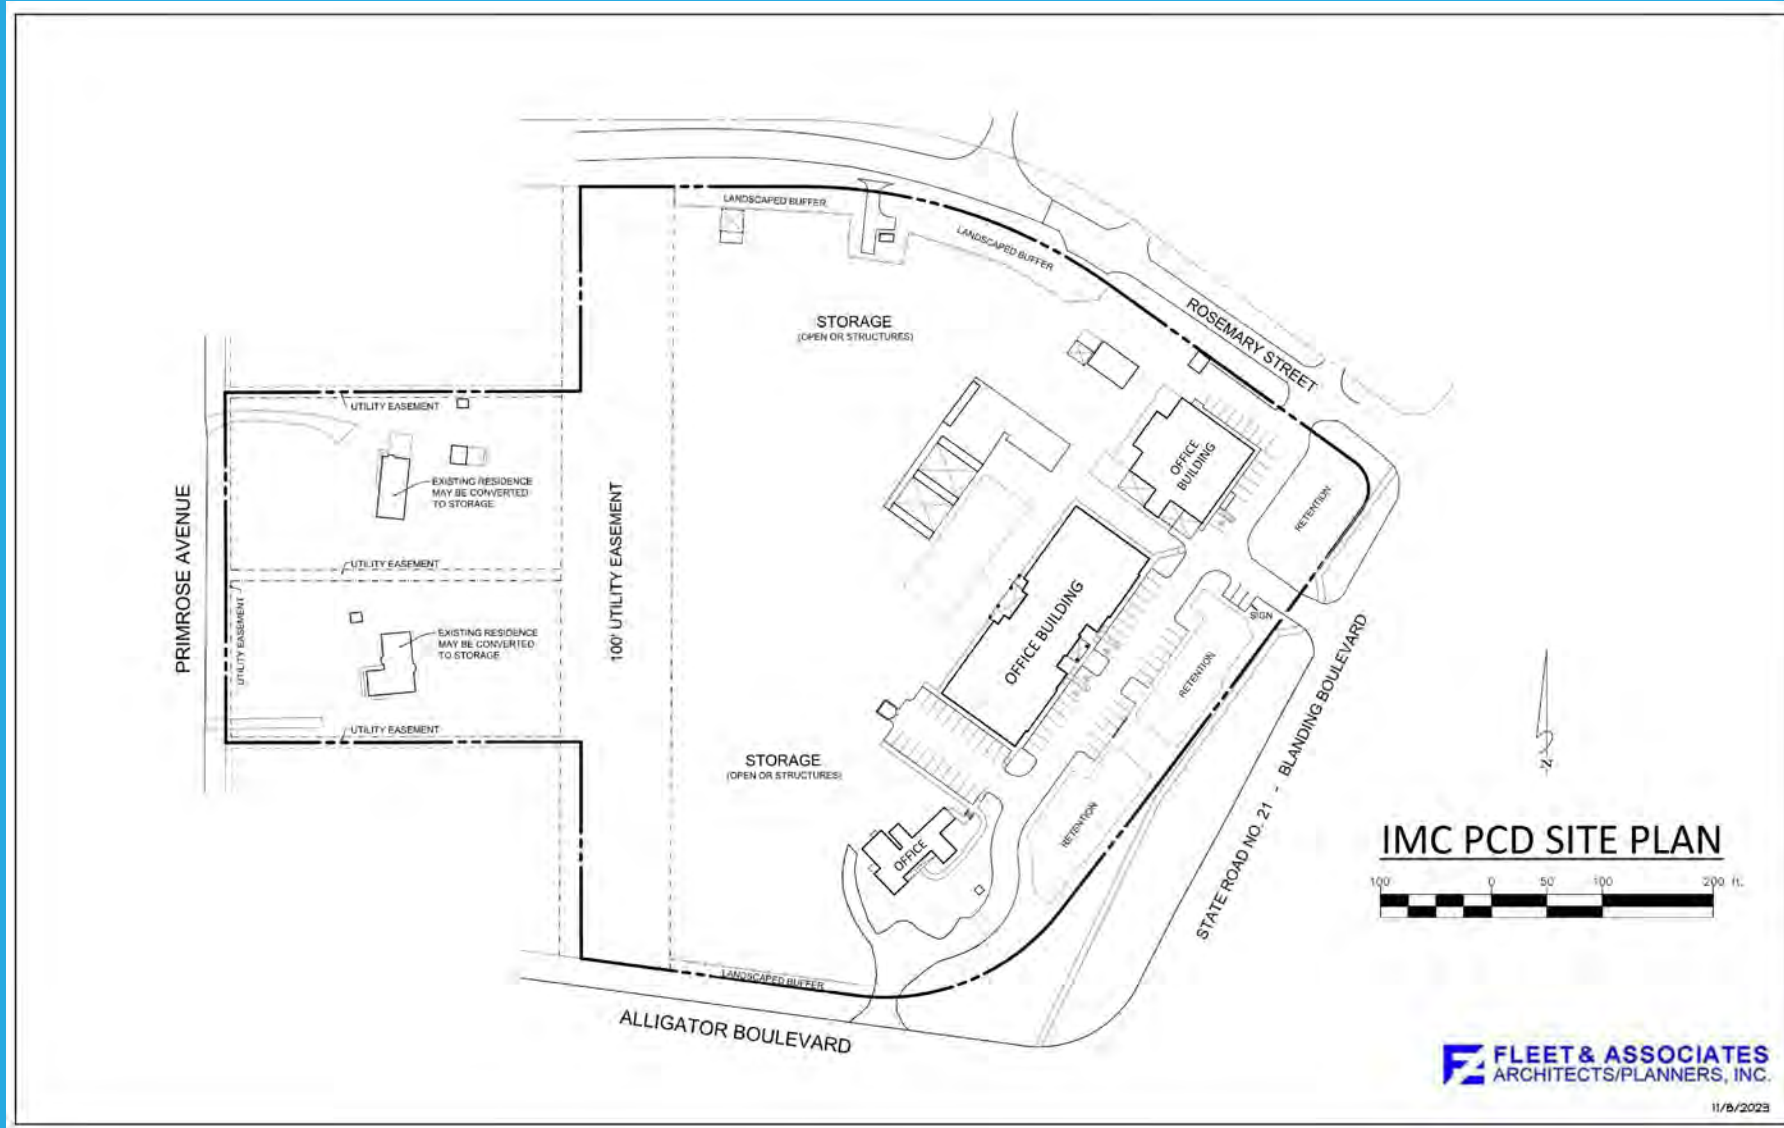 LANDSCAPED BUFFER
LANDSCAPED BUFFER
ROSEMARY STREET
STORAGE
(OPEN OR STRUCTURES)
UTILITY EASEMENT
OFFICE
BUILDING
EXISTING RESIDENCE
MAY BE CONVERTED
TO STORAGE
RETENTION
PRIMROSE AVENUE
100' UTILITY EASEMENT
UTILITY EASEMENT
UTILITY EASEMENT
OFFICE BUILDING
SIGN
EXISTING RESIDENCE
MAY BE CONVERTED
TO STORAGE
RETENTION
STATE ROAD NO. 21 - BLANDING BOULEVARD
UTILITY EASEMENT
STORAGE
(OPEN OR STRUCTURES)
RETENTION
OFFICE
N
IMC PCD SITE PLAN
100 0 50 100 200 ft.
LANDSCAPED BUFFER
ALLIGATOR BOULEVARD
FLEET & ASSOCIATES
ARCHITECTS/PLANNERS, INC.
11/8/2023